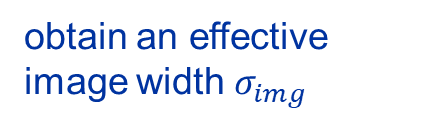 obtain an effective
image width σ_img